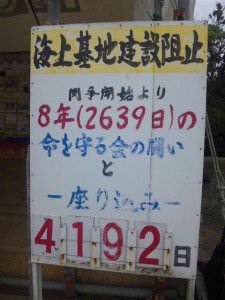 海上基地建設阻止
闘争開始より
8年(2639日)の
命を守る会の闘い
と
一座り込み一
4192日